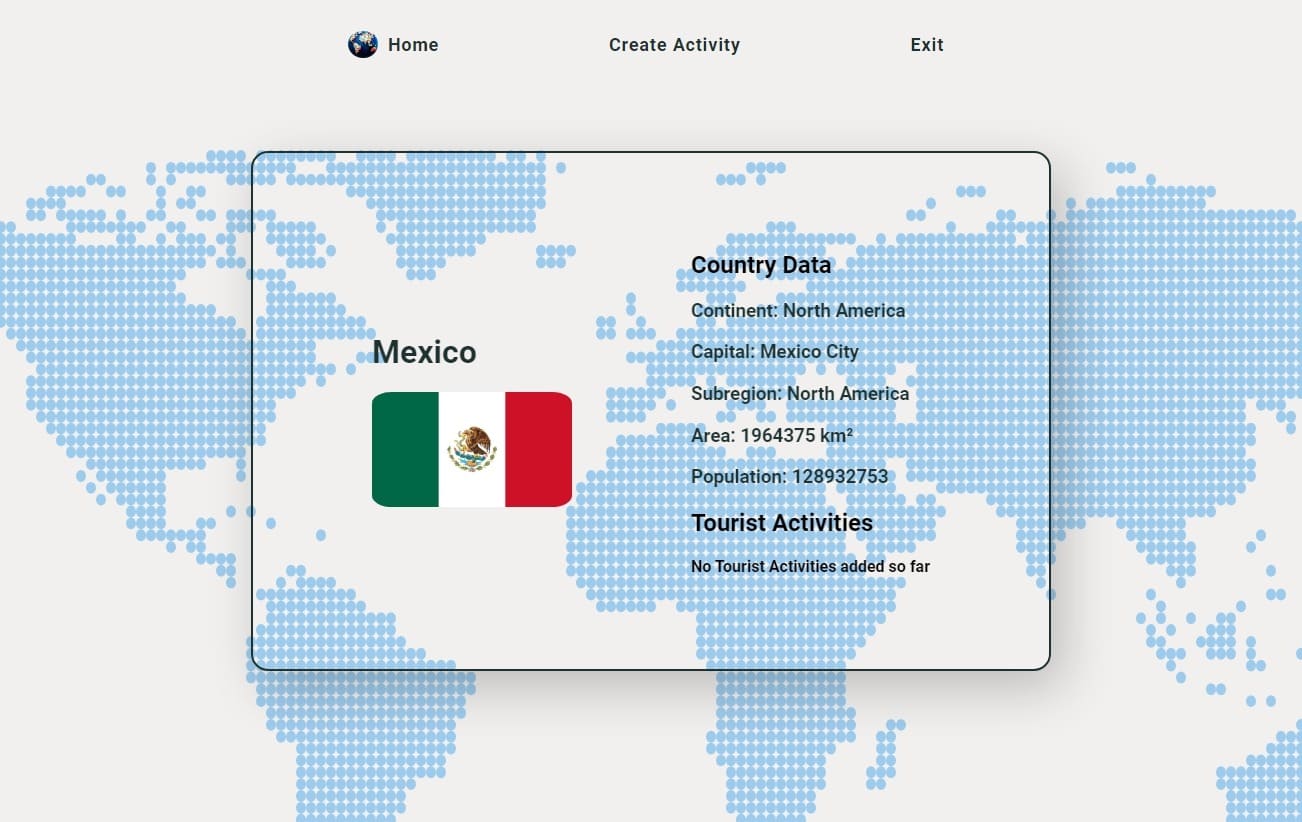 Home
Create Activity
Exit
Mexico
Country Data
Continent: North America
Capital: Mexico City
Subregion: North America
Area: 1964375 km²
Population: 128932753
Tourist Activities
No Tourist Activities added so far